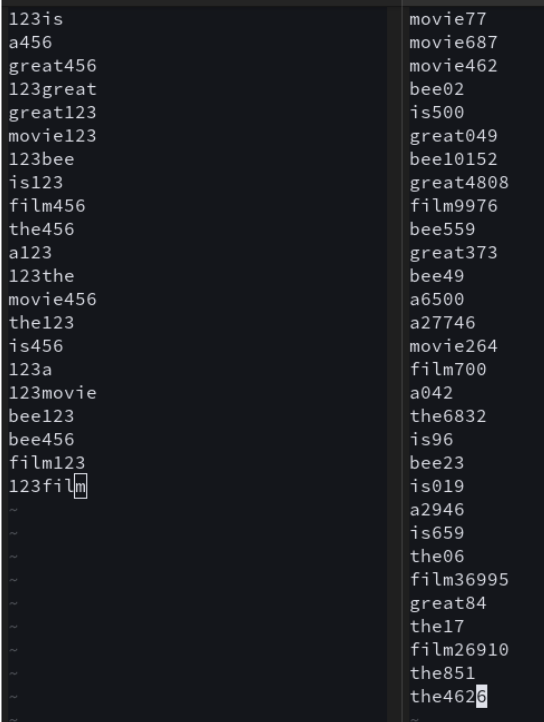 123is
a456
great456
123great
great123
movie123
123bee
is123
film456
the456
a123
123the
movie456
the123
is456
123a
123movie
bee123
bee456
film123
123film
~
~
~
~
~
~
~
~
~
~
movie77
movie687
movie462
bee02
is500
great049
bee10152
great4808
film9976
bee559
great373
bee49
a6500
a27746
movie264
film700
a042
the6832
is96
bee23
is019
a2946
is659
the06
film36995
great84
the17
film26910
the851
the4626
~